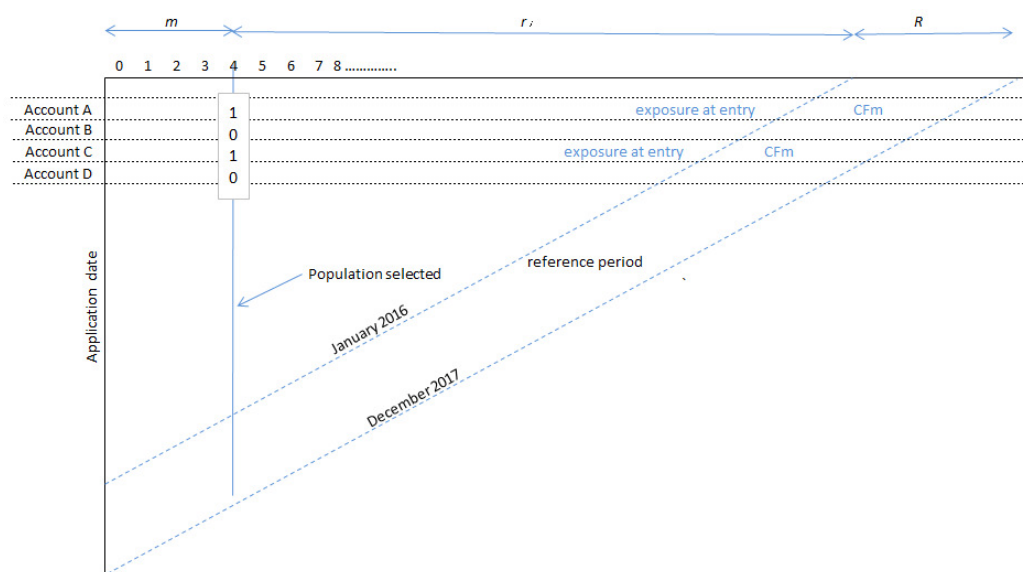 m r i R
0 1 2 3 4 5 6 7 8 ..............
Account A 1 exposure at entry CFm
Account B 0
Account C 1 exposure at entry CFm
Account D 0
reference period
Population selected
Application date
January 2016
December 2017